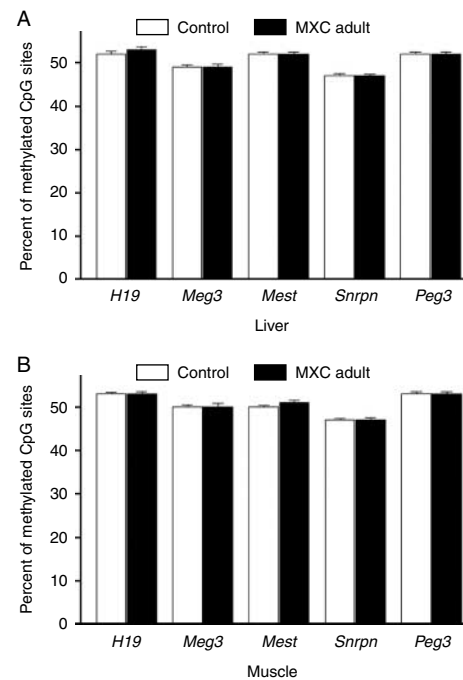 A
Control MXC adult
Percent of methylated CpG sites
50
40
30
20
10
0
H19 Meg3 Mest Snrpn Peg3
Liver
B
Control MXC adult
Percent of methylated CpG sites
50
40
30
20
10
0
H19 Meg3 Mest Snrpn Peg3
Muscle